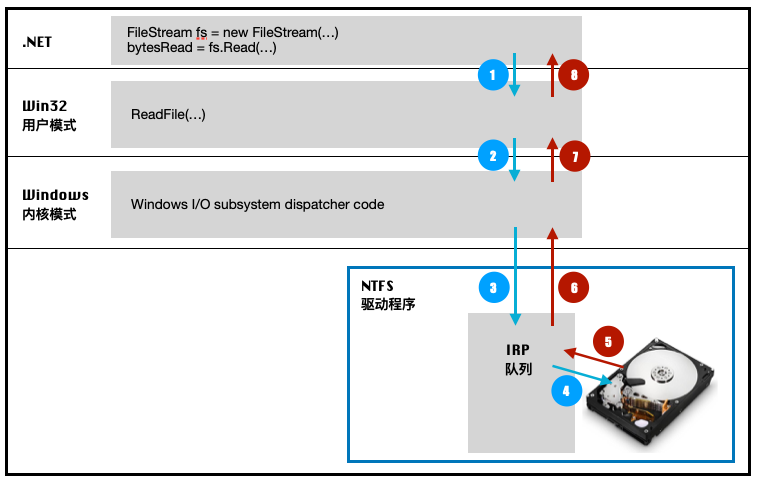 .NET
FileStream fs = new FileStream(…)
bytesRead = fs.Read(…)
1
8
Win32
用户模式
ReadFile(…)
2
7
Windows
内核模式
Windows I/O subsystem dispatcher code
3
6
NTFS
驱动程序
IRP
队列
5
4